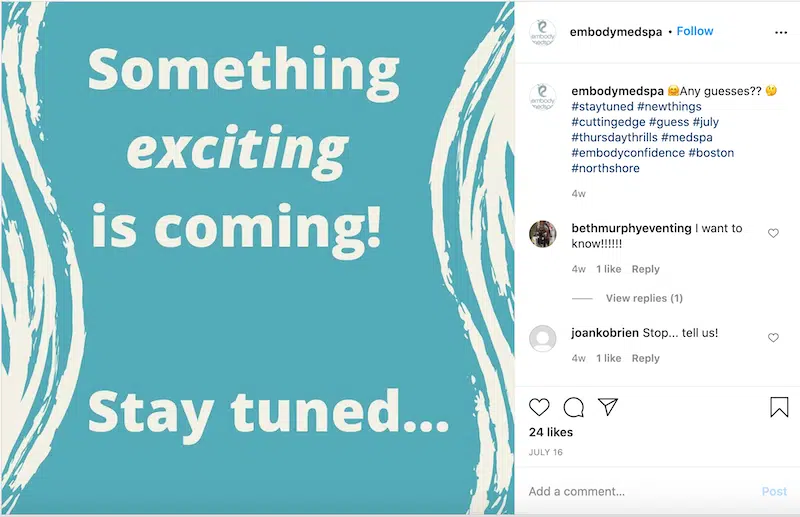 Something
exciting
is coming!
Stay tuned...
embody
medspa
embodymedspa • Follow
embody
medspa
embodymedspa 🤗Any guesses?? 🤔
#staytuned #newthings
#cuttingedge #guess #july
#thursdaythrills #medspa
#embodyconfidence #boston
#northshore
4w
bethmurphyeventing I want to
know!!!!!!
4w 1 like Reply
View replies (1)
joankobrien Stop... tell us!
4w 1 like Reply
24 likes
JULY 16
Add a comment... Post